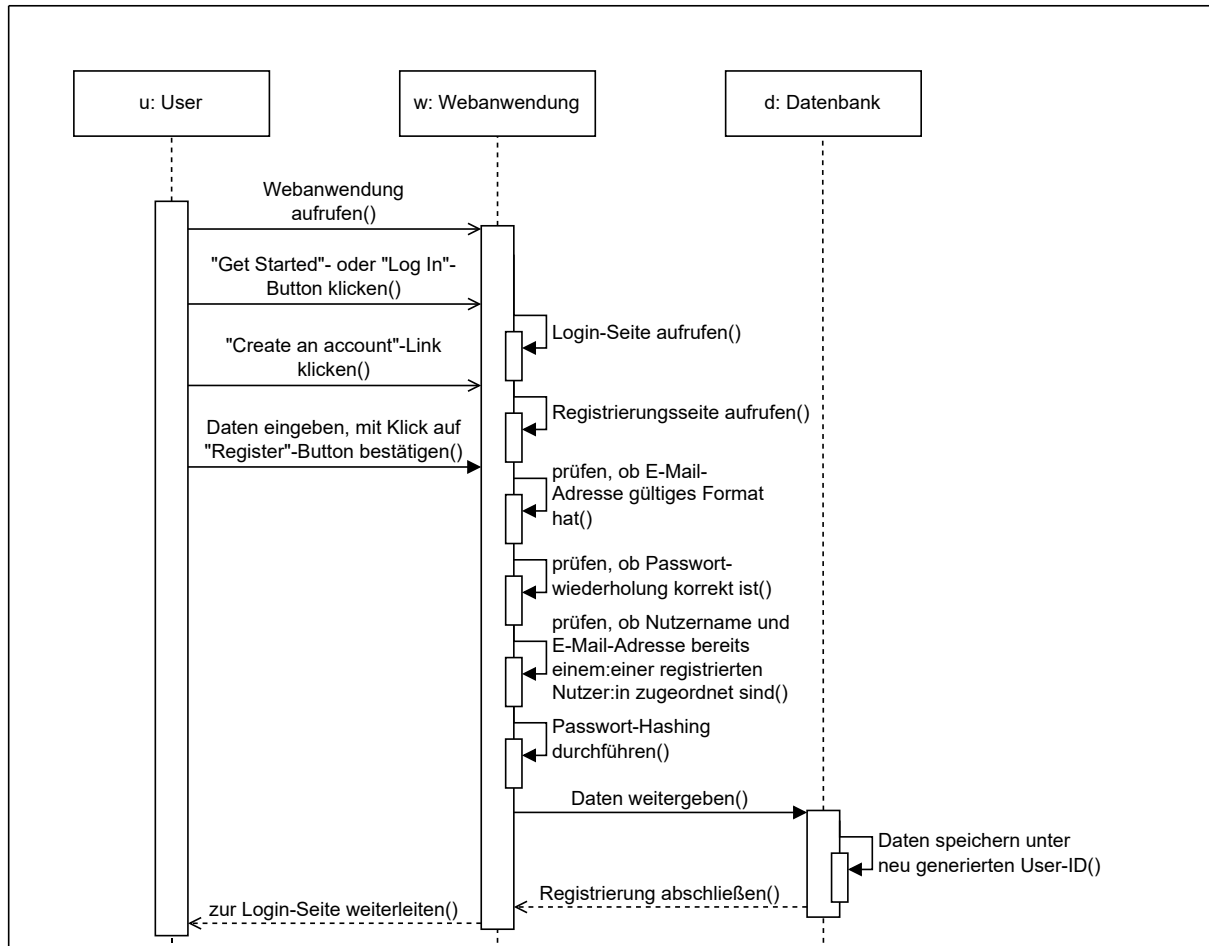 u: User
w: Webanwendung
d: Datenbank
Webanwendung
aufrufen()
"Get Started"- oder "Log In"-
Button klicken()
Login-Seite aufrufen()
"Create an account"-Link
klicken()
Registrierungsseite aufrufen()
Daten eingeben, mit Klick auf
"Register"-Button bestätigen()
prüfen, ob E-Mail-
Adresse gültiges Format
hat()
prüfen, ob Passwort-
wiederholung korrekt ist()
prüfen, ob Nutzername und
E-Mail-Adresse bereits
einem:einer registrierten
Nutzer:in zugeordnet sind()
Passwort-Hashing
durchführen()
Daten weitergeben()
Daten speichern unter
neu generierten User-ID()
Registrierung abschließen()
zur Login-Seite weiterleiten()